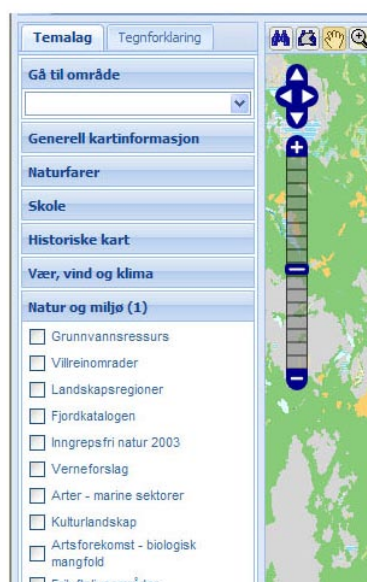 Temalag Tegnforklaring
Gå til område
Generell kartinformasjon
Naturfarer
Skole
Historiske kart
Vær, vind og klima
Natur og miljø (1)
Grunnvannsressurs
Villreinområder
Landskapsregioner
Fjordkatalogen
Inngrepsfri natur 2003
Verneforslag
Arter - marine sektorer
Kulturlandskap
Artsforekomst - biologisk
mangfold